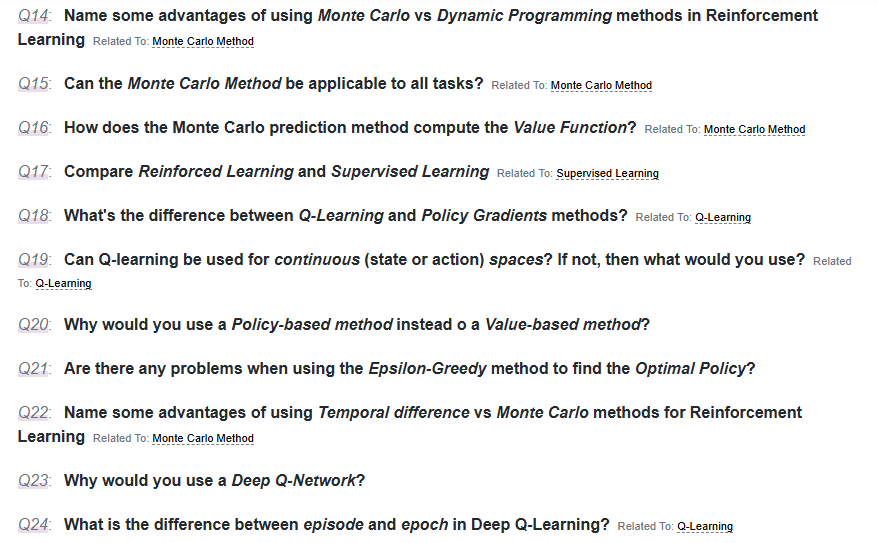 Q14: Name some advantages of using Monte Carlo vs Dynamic Programming methods in Reinforcement
Learning Related To: Monte Carlo Method
Q15: Can the Monte Carlo Method be applicable to all tasks? Related To: Monte Carlo Method
Q16: How does the Monte Carlo prediction method compute the Value Function? Related To: Monte Carlo Method
Q17: Compare Reinforced Learning and Supervised Learning Related To: Supervised Learning
Q18: What's the difference between Q-Learning and Policy Gradients methods? Related To: Q-Learning
Q19: Can Q-learning be used for continuous (state or action) spaces? If not, then what would you use? Related
To: Q-Learning
Q20: Why would you use a Policy-based method instead o a Value-based method?
Q21: Are there any problems when using the Epsilon-Greedy method to find the Optimal Policy?
Q22: Name some advantages of using Temporal difference vs Monte Carlo methods for Reinforcement
Learning Related To: Monte Carlo Method
Q23: Why would you use a Deep Q-Network?
Q24: What is the difference between episode and epoch in Deep Q-Learning? Related To: Q-Learning